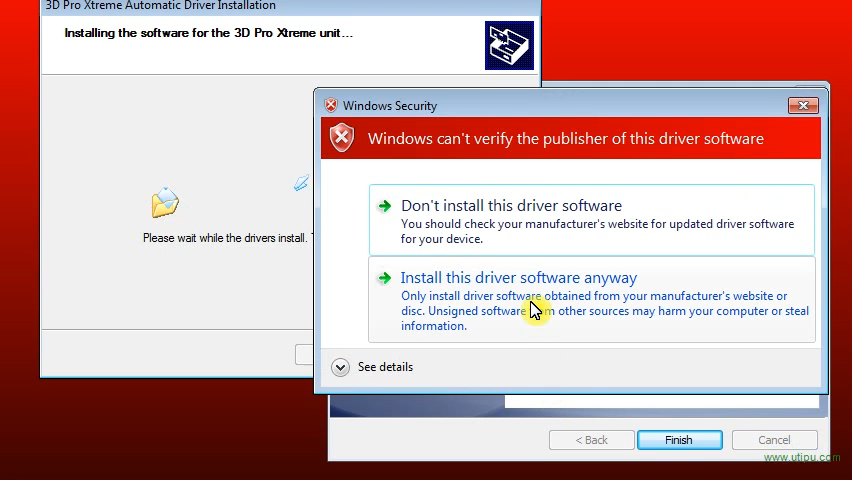 3D Pro Xtreme Automatic Driver Installation
Installing the software for the 3D Pro Xtreme unit...
Please wait while the drivers install. T
Windows Security
Windows can't verify the publisher of this driver software
Don't install this driver software
You should check your manufacturer's website for updated driver software
for your device.
Install this driver software anyway
Only install driver software obtained from your manufacturer's website or
disc. Unsigned software from other sources may harm your computer or steal
information.
See details
< Back
Finish
Cancel
www.utipu.com